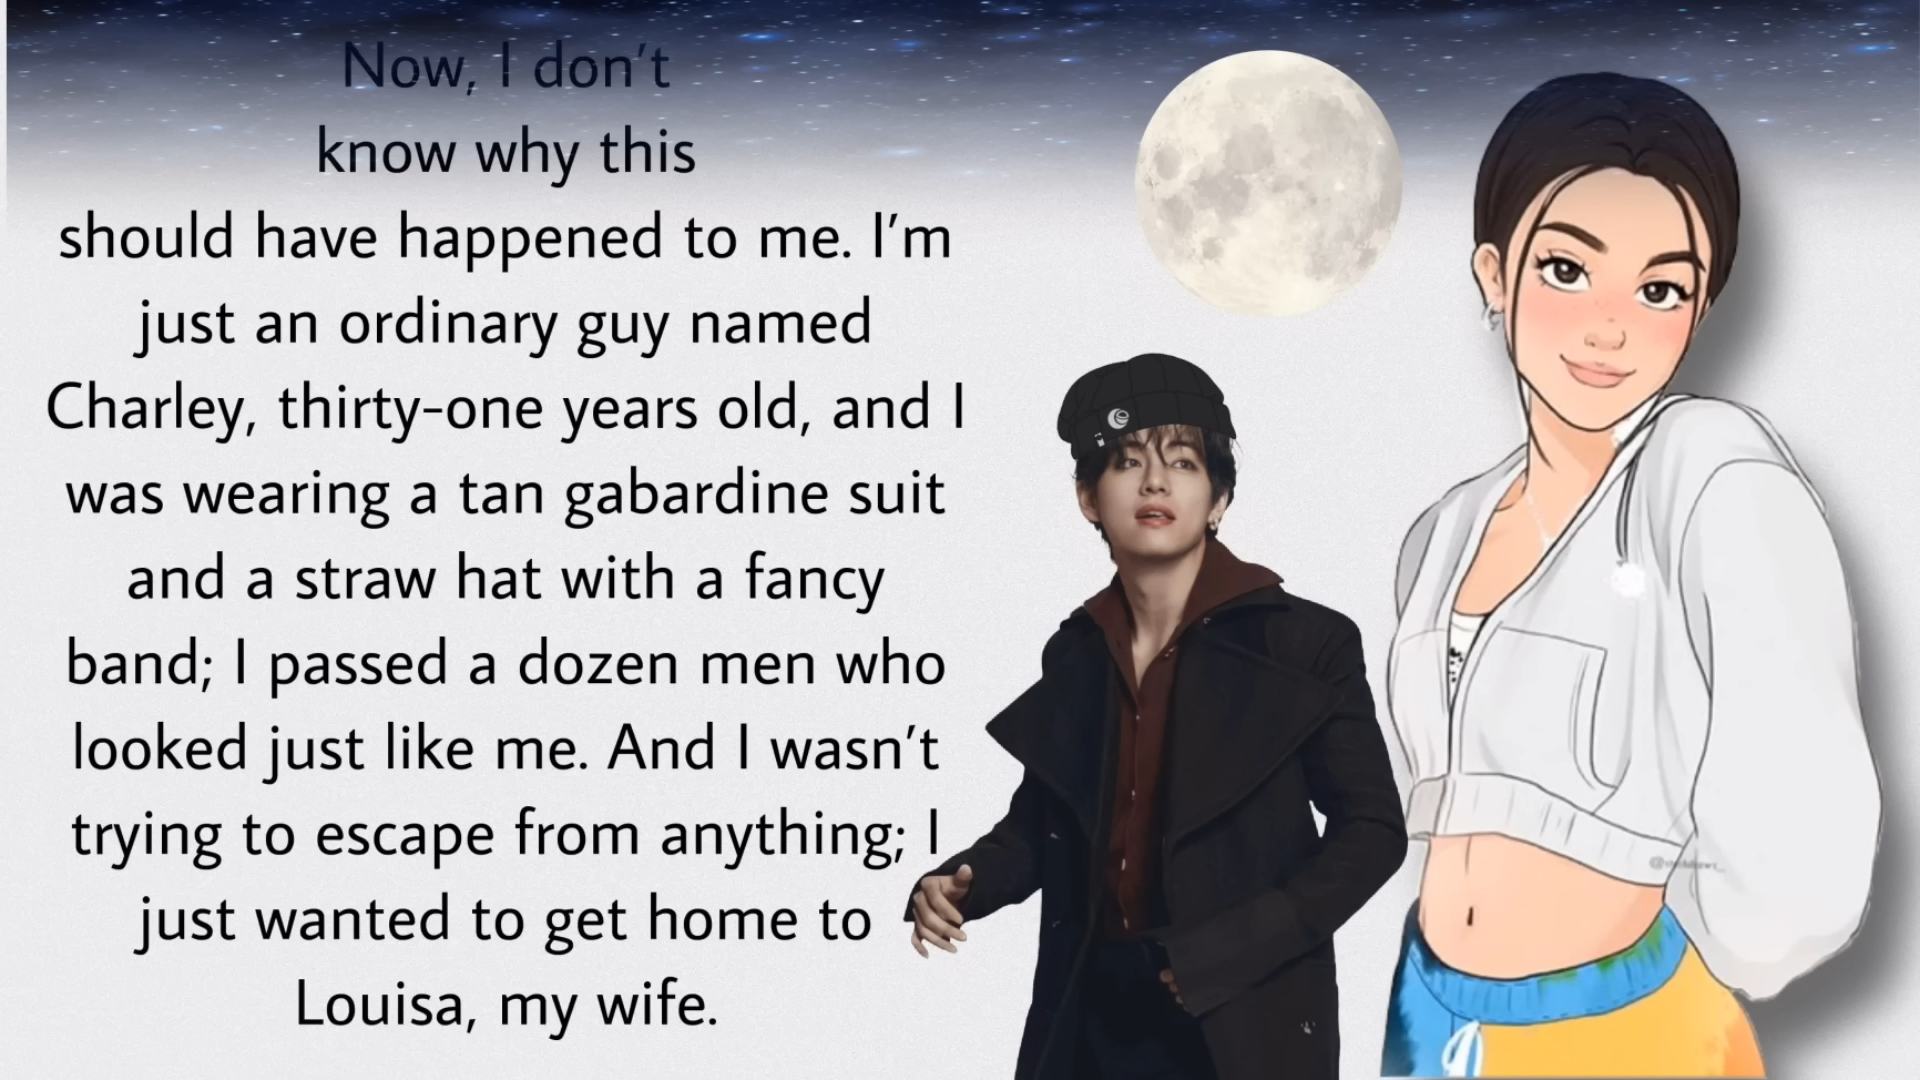 Now, I don't
know why this
should have happened to me. I'm
just an ordinary guy named
Charley, thirty-one years old, and I
was wearing a tan gabardine suit
and a straw hat with a fancy
band; I passed a dozen men who
looked just like me. And I wasn't
trying to escape from anything; I
just wanted to get home to
Louisa, my wife.